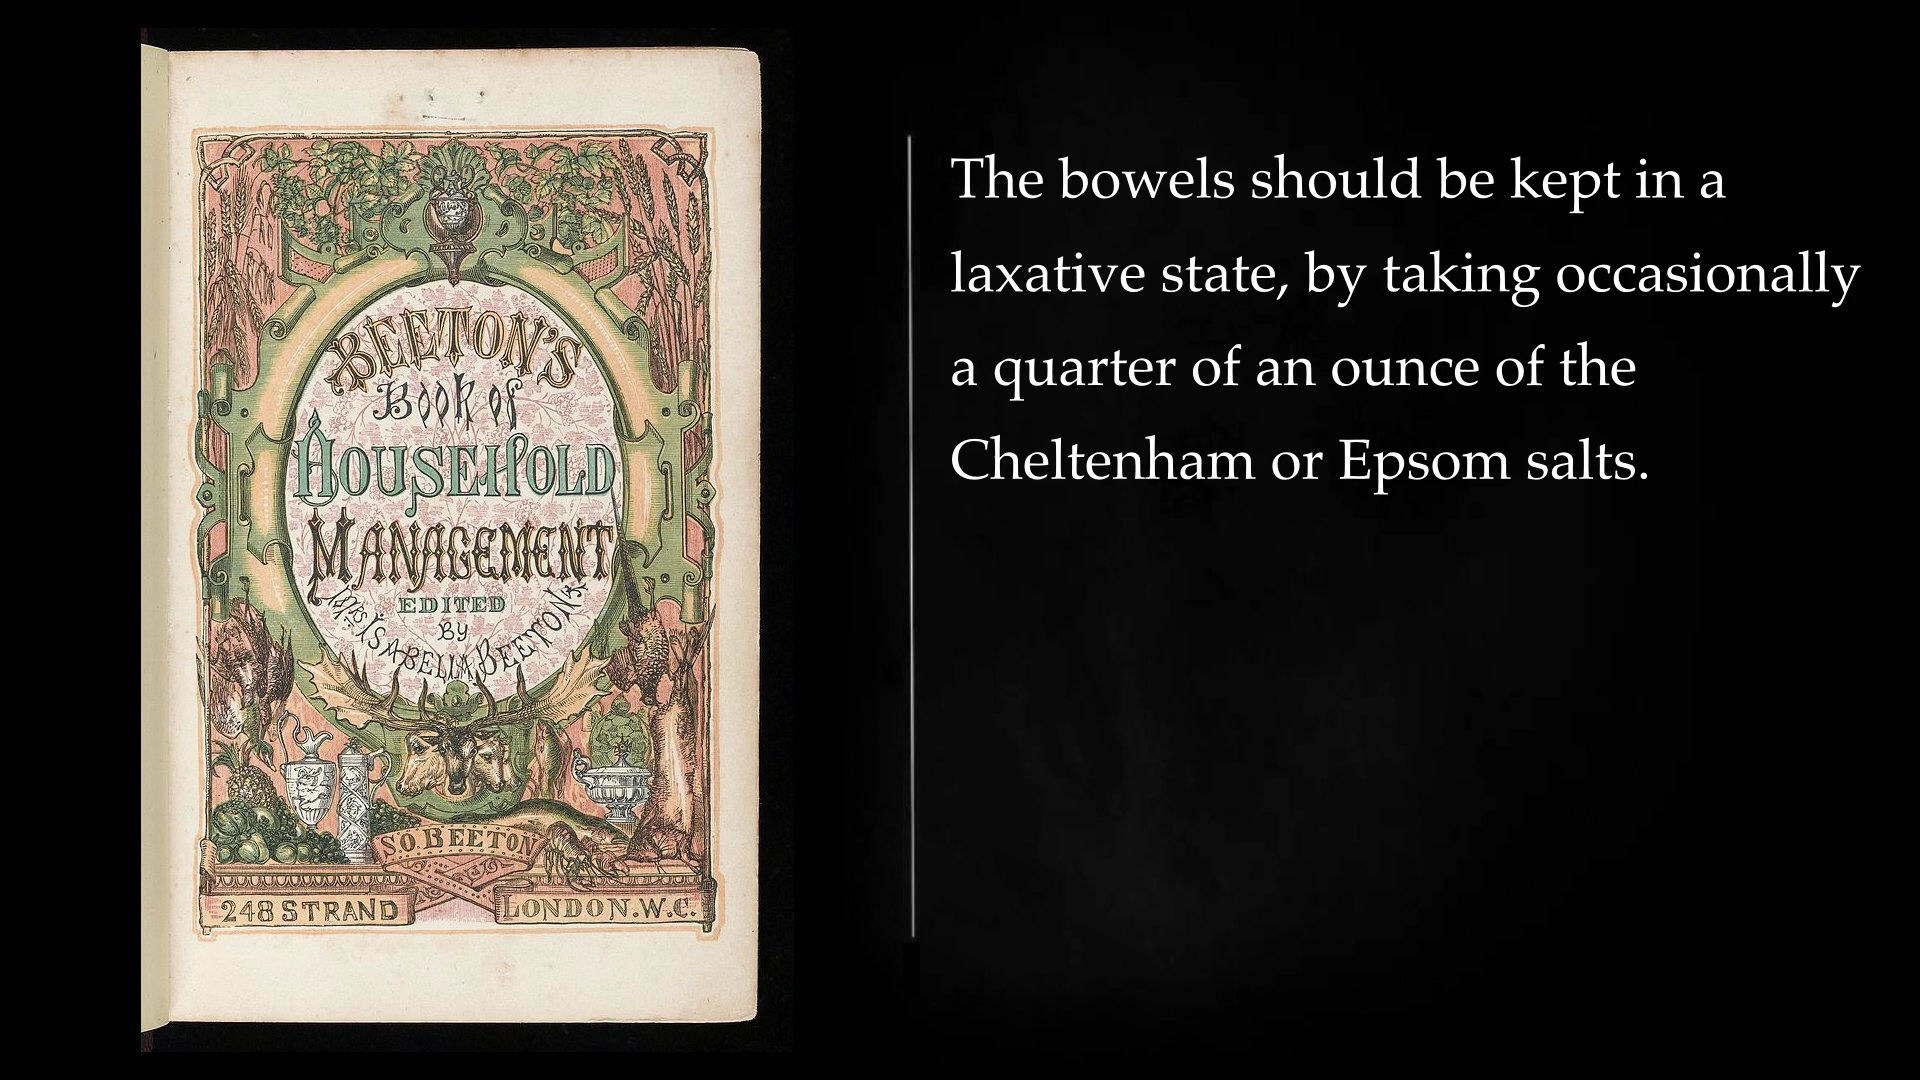 BEETON'S
Book of
HOUSEHOLD
MANAGEMENT
EDITED
BY
MRS ISABELLA BEETON
S.O. BEETON
248 STRAND
LONDON. W.C.
The bowels should be kept in a
laxative state, by taking occasionally
a quarter of an ounce of the
Cheltenham or Epsom salts.